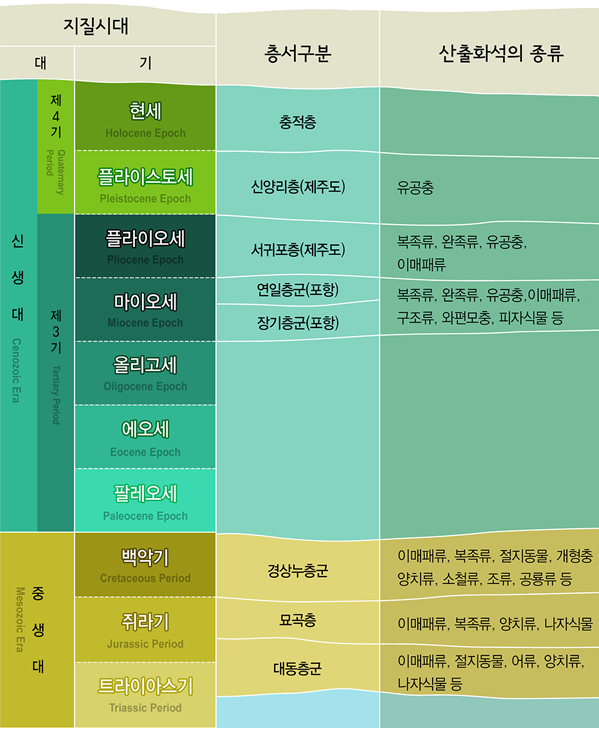 지질시대
층서구분
산출화석의 종류
대
기
신생대
Cenozoic Era
제4기
Quaternary
Period
현세
Holocene Epoch
충적층
플라이스토세
Pleistocene Epoch
신양리층(제주도)
유공충
제3기
Tertiary Period
플라이오세
Pliocene Epoch
서귀포층(제주도)
복족류, 완족류, 유공충,
이매패류
마이오세
Miocene Epoch
연일층군(포항)
장기층군(포항)
복족류, 완족류, 유공충,이매패류,
구조류, 와편모충, 피자식물 등
올리고세
Oligocene Epoch
에오세
Eocene Epoch
팔레오세
Paleocene Epoch
중생대
Mesozoic Era
백악기
Cretaceous Period
경상누층군
이매패류, 복족류, 절지동물, 개형충
양치류, 소철류, 조류, 공룡류 등
쥐라기
Jurassic Period
묘곡층
이매패류, 복족류, 양치류, 나자식물
대동층군
이매패류, 절지동물, 어류, 양치류,
나자식물 등
트라이아스기
Triassic Period